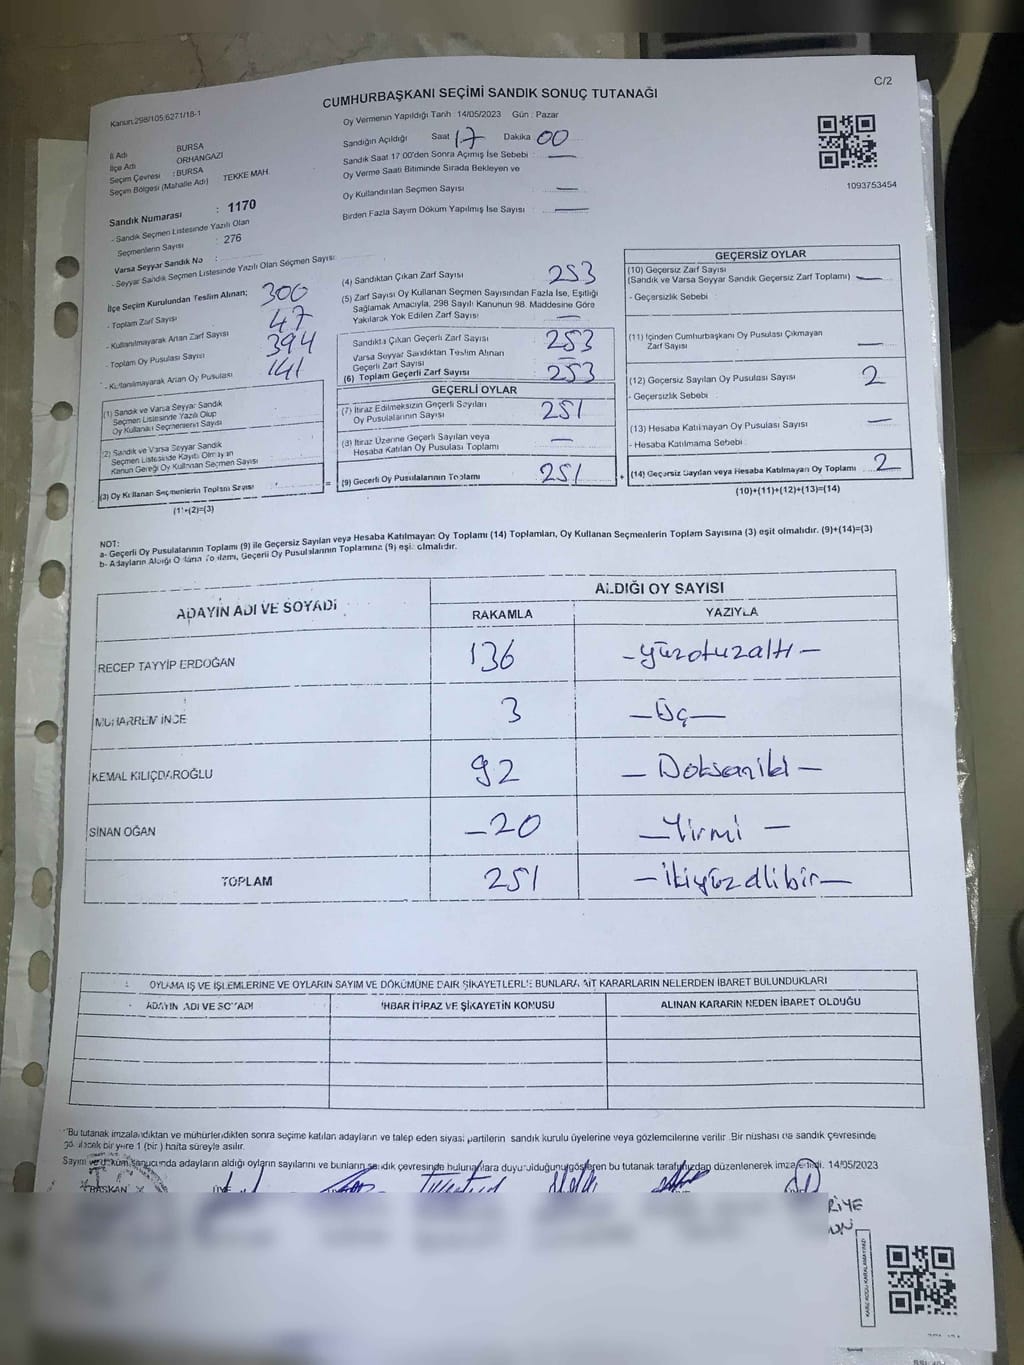 C/2
CUMHURBAŞKANI SEÇİMİ SANDIK SONUÇ TUTANAĞI
Kanun.298/105;6271/18-1
Oy Vermenin Yapıldığı Tarih : 14/05/2023 Gün : Pazar
Sandığın Açıldığı Saat 17 Dakika 00
Sandık Saat 17:00'den Sonra Açılmış İse Sebebi : —
Oy Verme Saati Bitiminde Sırada Bekleyen ve
Oy Kullandırılan Seçmen Sayısı —
Birden Fazla Sayım Döküm Yapılmış İse Sayısı —
1093753454
İl Adı : BURSA
İlçe Adı : ORHANGAZİ
Seçim Çevresi : BURSA
Seçim Bölgesi (Mahalle Adı) TEKKE MAH.
Sandık Numarası : 1170
- Sandık Seçmen Listesinde Yazılı Olan
Seçmenlerin Sayısı : 276
Varsa Seyyar Sandık No :
- Seyyar Sandık Seçmen Listesinde Yazılı Olan Seçmen Sayısı:
İlçe Seçim Kurulundan Teslim Alınan;
- Toplam Zarf Sayısı 300
- Kullanılmayarak Artan Zarf Sayısı 47
- Toplam Oy Pusulası Sayısı 394
- Kullanılmayarak Artan Oy Pusulası 141
(1) Sandık ve Varsa Seyyar Sandık
Seçmen Listesinde Yazılı Olup
Oy Kullanan Seçmenlerin Sayısı
(2) Sandık ve Varsa Seyyar Sandık
Seçmen Listesinde Kayıtlı Olmayan
Kanun Gereği Oy Kullnaan Seçmen Sayısı
(3) Oy Kullanan Seçmenlerin Toplam Sayısı
(1)+(2)=(3)
(4) Sandıktan Çıkan Zarf Sayısı 253
(5) Zarf Sayısı Oy Kullanan Seçmen Sayısından Fazla İse, Eşitliği
Sağlamak Amacıyla, 298 Sayılı Kanunun 98. Maddesine Göre
Yakılarak Yok Edilen Zarf Sayısı —
Sandıkta Çıkan Geçerli Zarf Sayısı 253
Varsa Seyyar Sandıktan Teslim Alınan
Geçerli Zarf Sayısı —
(6) Toplam Geçerli Zarf Sayısı 253
GEÇERLİ OYLAR
(7) İtiraz Edilmeksizin Geçerli Sayılan
Oy Pusulalarının Sayısı 251
(8) İtiraz Üzerine Geçerli Sayılan veya
Hesaba Katılan Oy Pusulası Toplamı —
(9) Geçerli Oy Pusulalarının Toplamı 251
GEÇERSİZ OYLAR
(10) Geçersiz Zarf Sayısı
(Sandık ve Varsa Seyyar Sandık Geçersiz Zarf Toplamı) —
- Geçersizlik Sebebi
(11) İçinden Cumhurbaşkanı Oy Pusulası Çıkmayan
Zarf Sayısı —
(12) Geçersiz Sayılan Oy Pusulası Sayısı 2
- Geçersizlik Sebebi
(13) Hesaba Katılmayan Oy Pusulası Sayısı —
- Hesaba Katılmama Sebebi
(14) Geçersiz Sayılan veya Hesaba Katılmayan Oy Toplamı 2
(10)+(11)+(12)+(13)=(14)
NOT:
a- Geçerli Oy Pusulalarının Toplamı (9) ile Geçersiz Sayılan veya Hesaba Katılmayan Oy Toplamı (14) Toplamları, Oy Kullanan Seçmenlerin Toplam Sayısına (3) eşit olmalıdır. (9)+(14)=(3)
b- Adayların Aldığı Oyların Toplamı, Geçerli Oy Pusulalarının Toplamına (9) eşit olmalıdır.
ADAYIN ADI VE SOYADI ALDIĞI OY SAYISI
RAKAMLA YAZIYLA
RECEP TAYYİP ERDOĞAN 136 –yüzotuzaltı–
MUHARREM İNCE 3 –Üç–
KEMAL KILIÇDAROĞLU 92 –Doksaniki–
SİNAN OĞAN –20 –Yirmi–
TOPLAM 251 –ikiyüzellibir–
OYLAMA İŞ VE İŞLEMLERİNE VE OYLARIN SAYIM VE DÖKÜMÜNE DAİR ŞİKAYETLERLE BUNLARA AİT KARARLARIN NELERDEN İBARET BULUNDUKLARI
ADAYIN ADI VE SOYADI İHBAR İTİRAZ VE ŞİKAYETİN KONUSU ALINAN KARARIN NEDEN İBARET OLDUĞU
"Bu tutanak imzalandıktan ve mühürlendikten sonra seçime katılan adayların ve talep eden siyasi partilerin sandık kurulu üyelerine veya gözlemcilerine verilir. Bir nüshası da sandık çevresinde
görülecek bir yere 1 (bir) hafta süreyle asılır.
Sayım ve döküm sonucunda adayların aldığı oyların sayılarını ve bunların sandık çevresinde bulunanlara duyurulduğunu gösteren bu tutanak tarafımızdan düzenlenerek imza edildi. 14/05/2023
BAŞKAN ÜYE